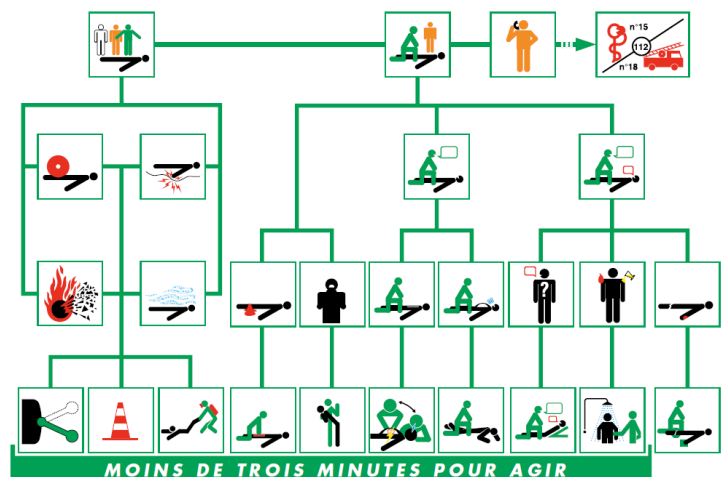 n°15
112
n°18
?
MOINS DE TROIS MINUTES POUR AGIR